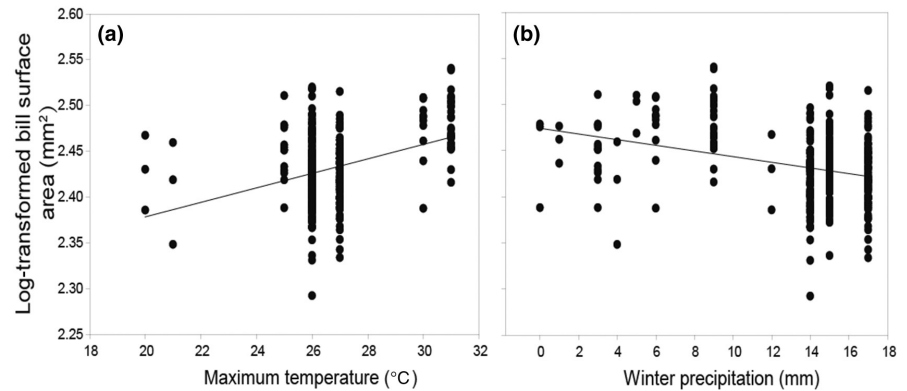 (a)
(b)
Log-transformed bill surface
area (mm²)
2.60
2.55
2.50
2.45
2.40
2.35
2.30
2.25
18 20 22 24 26 28 30 32
0 2 4 6 8 10 12 14 16 18
Maximum temperature (°C)
Winter precipitation (mm)